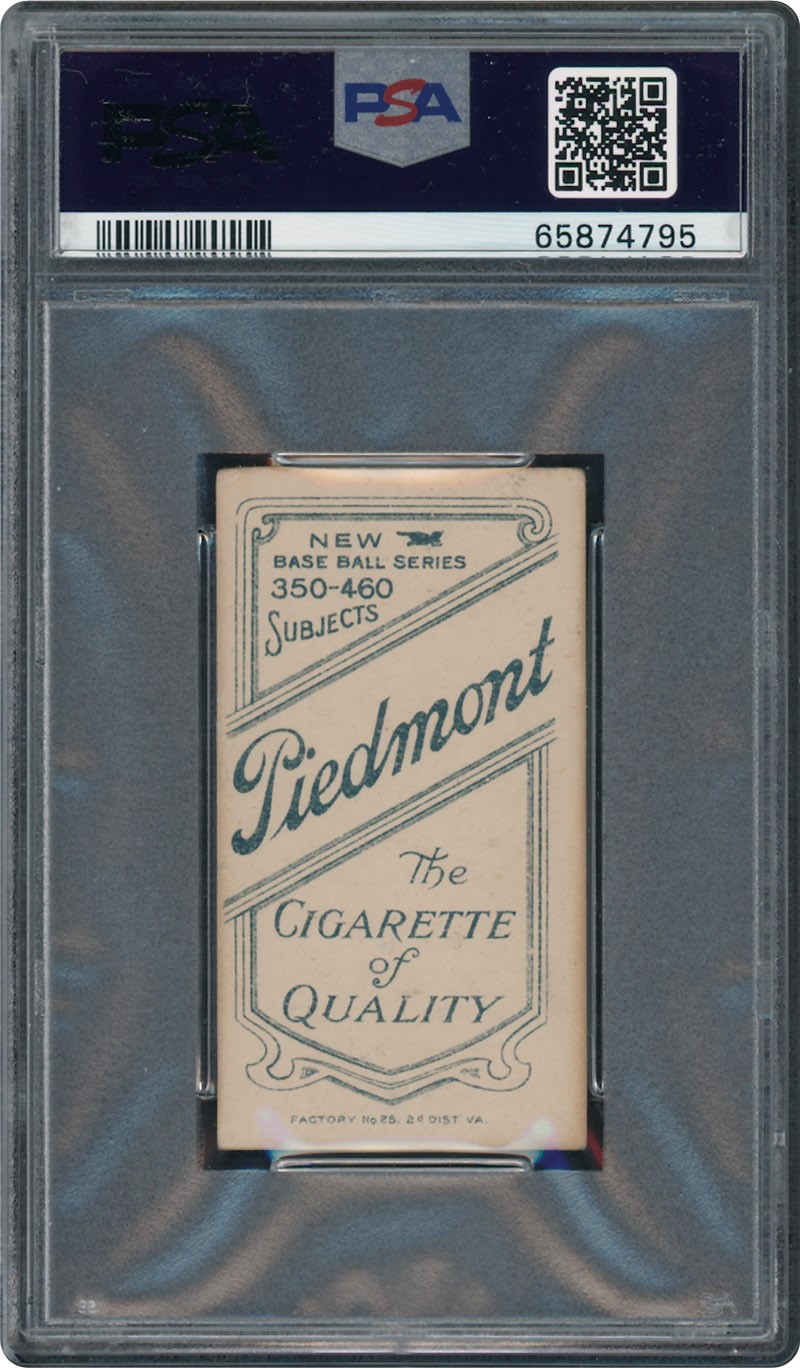 PSA
PSA
65874795
NEW
BASE BALL SERIES
350-460
SUBJECTS
Piedmont
The
CIGARETTE
of
QUALITY
FACTORY No 25. 2d DIST VA.